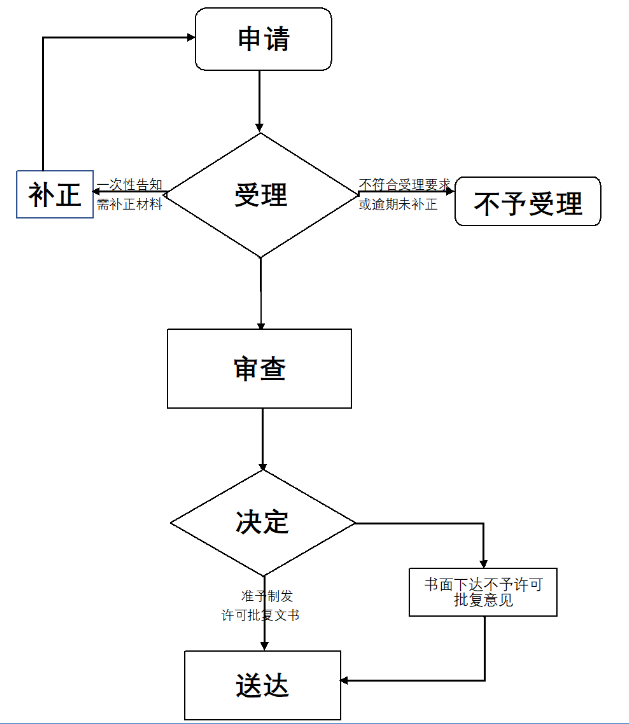 申请
一次性告知
需补正材料
补正
受理
不符合受理要求
或逾期未补正
不予受理
审查
决定
书面下达不予许可
批复意见
准予制发
许可批复文书
送达